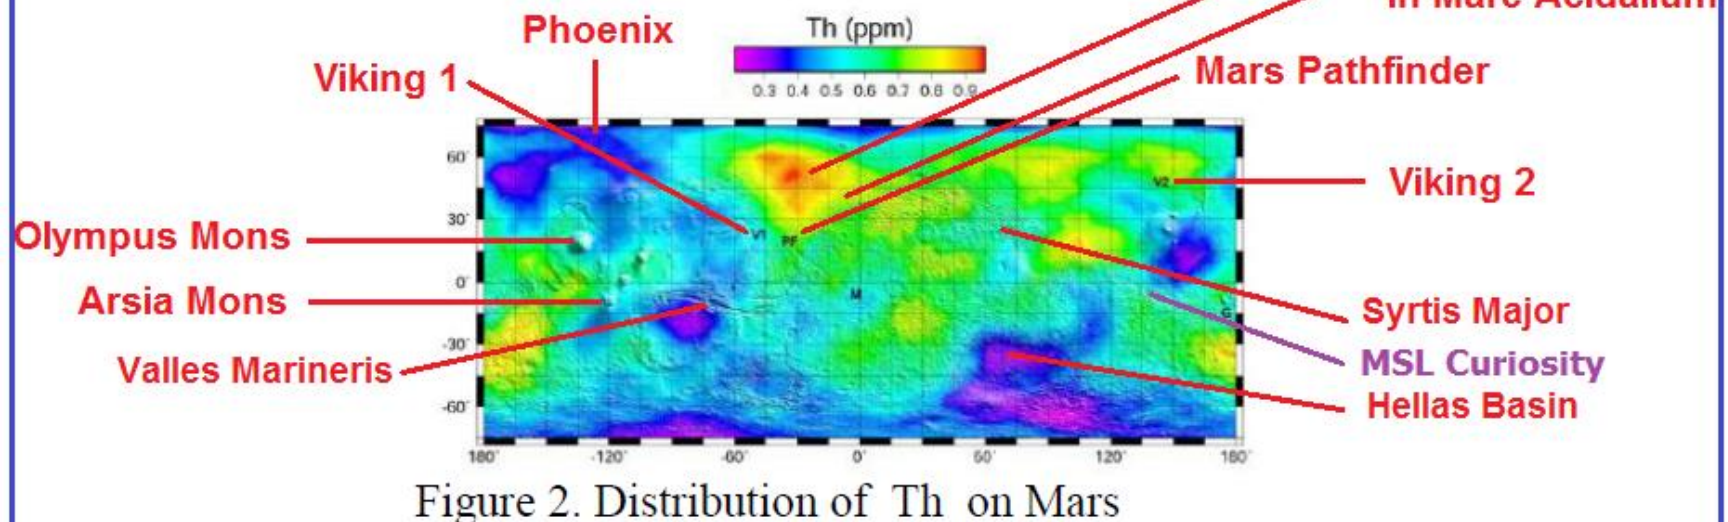 in Mare Acidalium
Phoenix
Th (ppm)
Viking 1
Mars Pathfinder
0.3 0.4 0.5 0.6 0.7 0.8 0.9
60°
V2
Viking 2
30°
Olympus Mons
V1
PF
0°
Arsia Mons
M
Syrtis Major
G
-30°
Valles Marineris
MSL Curiosity
Hellas Basin
-60°
180° -120° -60° 0° 60° 120° 180°
Figure 2. Distribution of Th on Mars